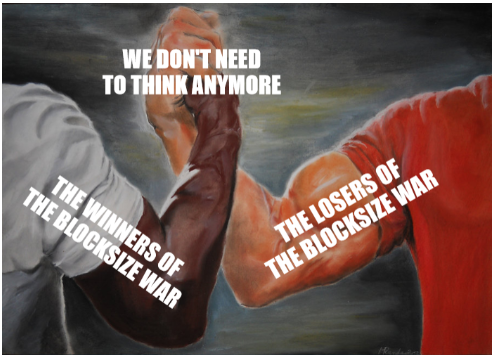 WE DON'T NEED
TO THINK ANYMORE
THE WINNERS OF
THE BLOCKSIZE WAR
THE LOSERS OF
THE BLOCKSIZE WAR